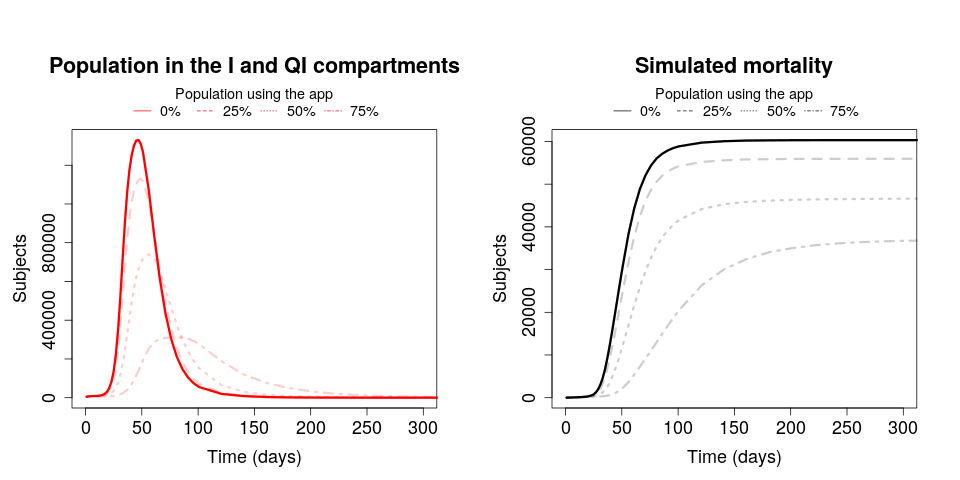 Population in the I and QI compartments
Population using the app
0% 25% 50% 75%
Subjects
0 400000 800000
0 50 100 150 200 250 300
Time (days)
Simulated mortality
Population using the app
0% 25% 50% 75%
Subjects
0 20000 40000 60000
0 50 100 150 200 250 300
Time (days)